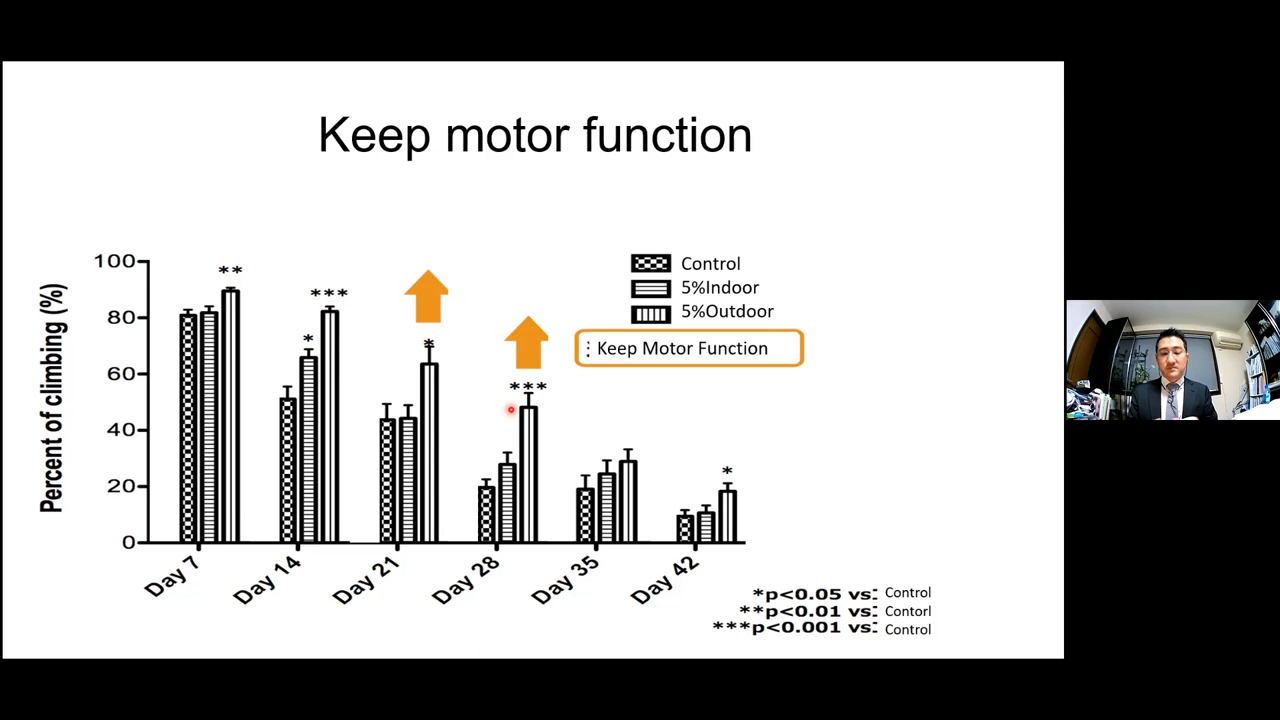 Keep motor function
Percent of climbing (%)
100
80
60
40
20
0
**
***
*
*
***
*
Control
5%Indoor
5%Outdoor
⋮ Keep Motor Function
Day 7
Day 14
Day 21
Day 28
Day 35
Day 42
*p<0.05 vs: Control
**p<0.01 vs: Contorl
***p<0.001 vs: Control